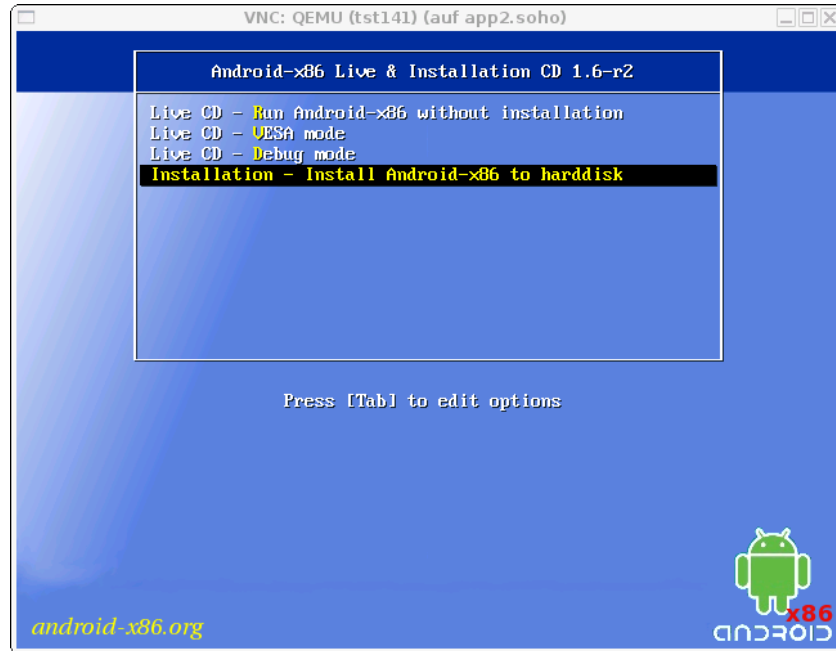 VNC: QEMU (tst141) (auf app2.soho)
Android-x86 Live & Installation CD 1.6-r2
Live CD - Run Android-x86 without installation
Live CD - VESA mode
Live CD - Debug mode
Installation - Install Android-x86 to harddisk
Press [Tab] to edit options
android-x86.org
x86
ANDROID